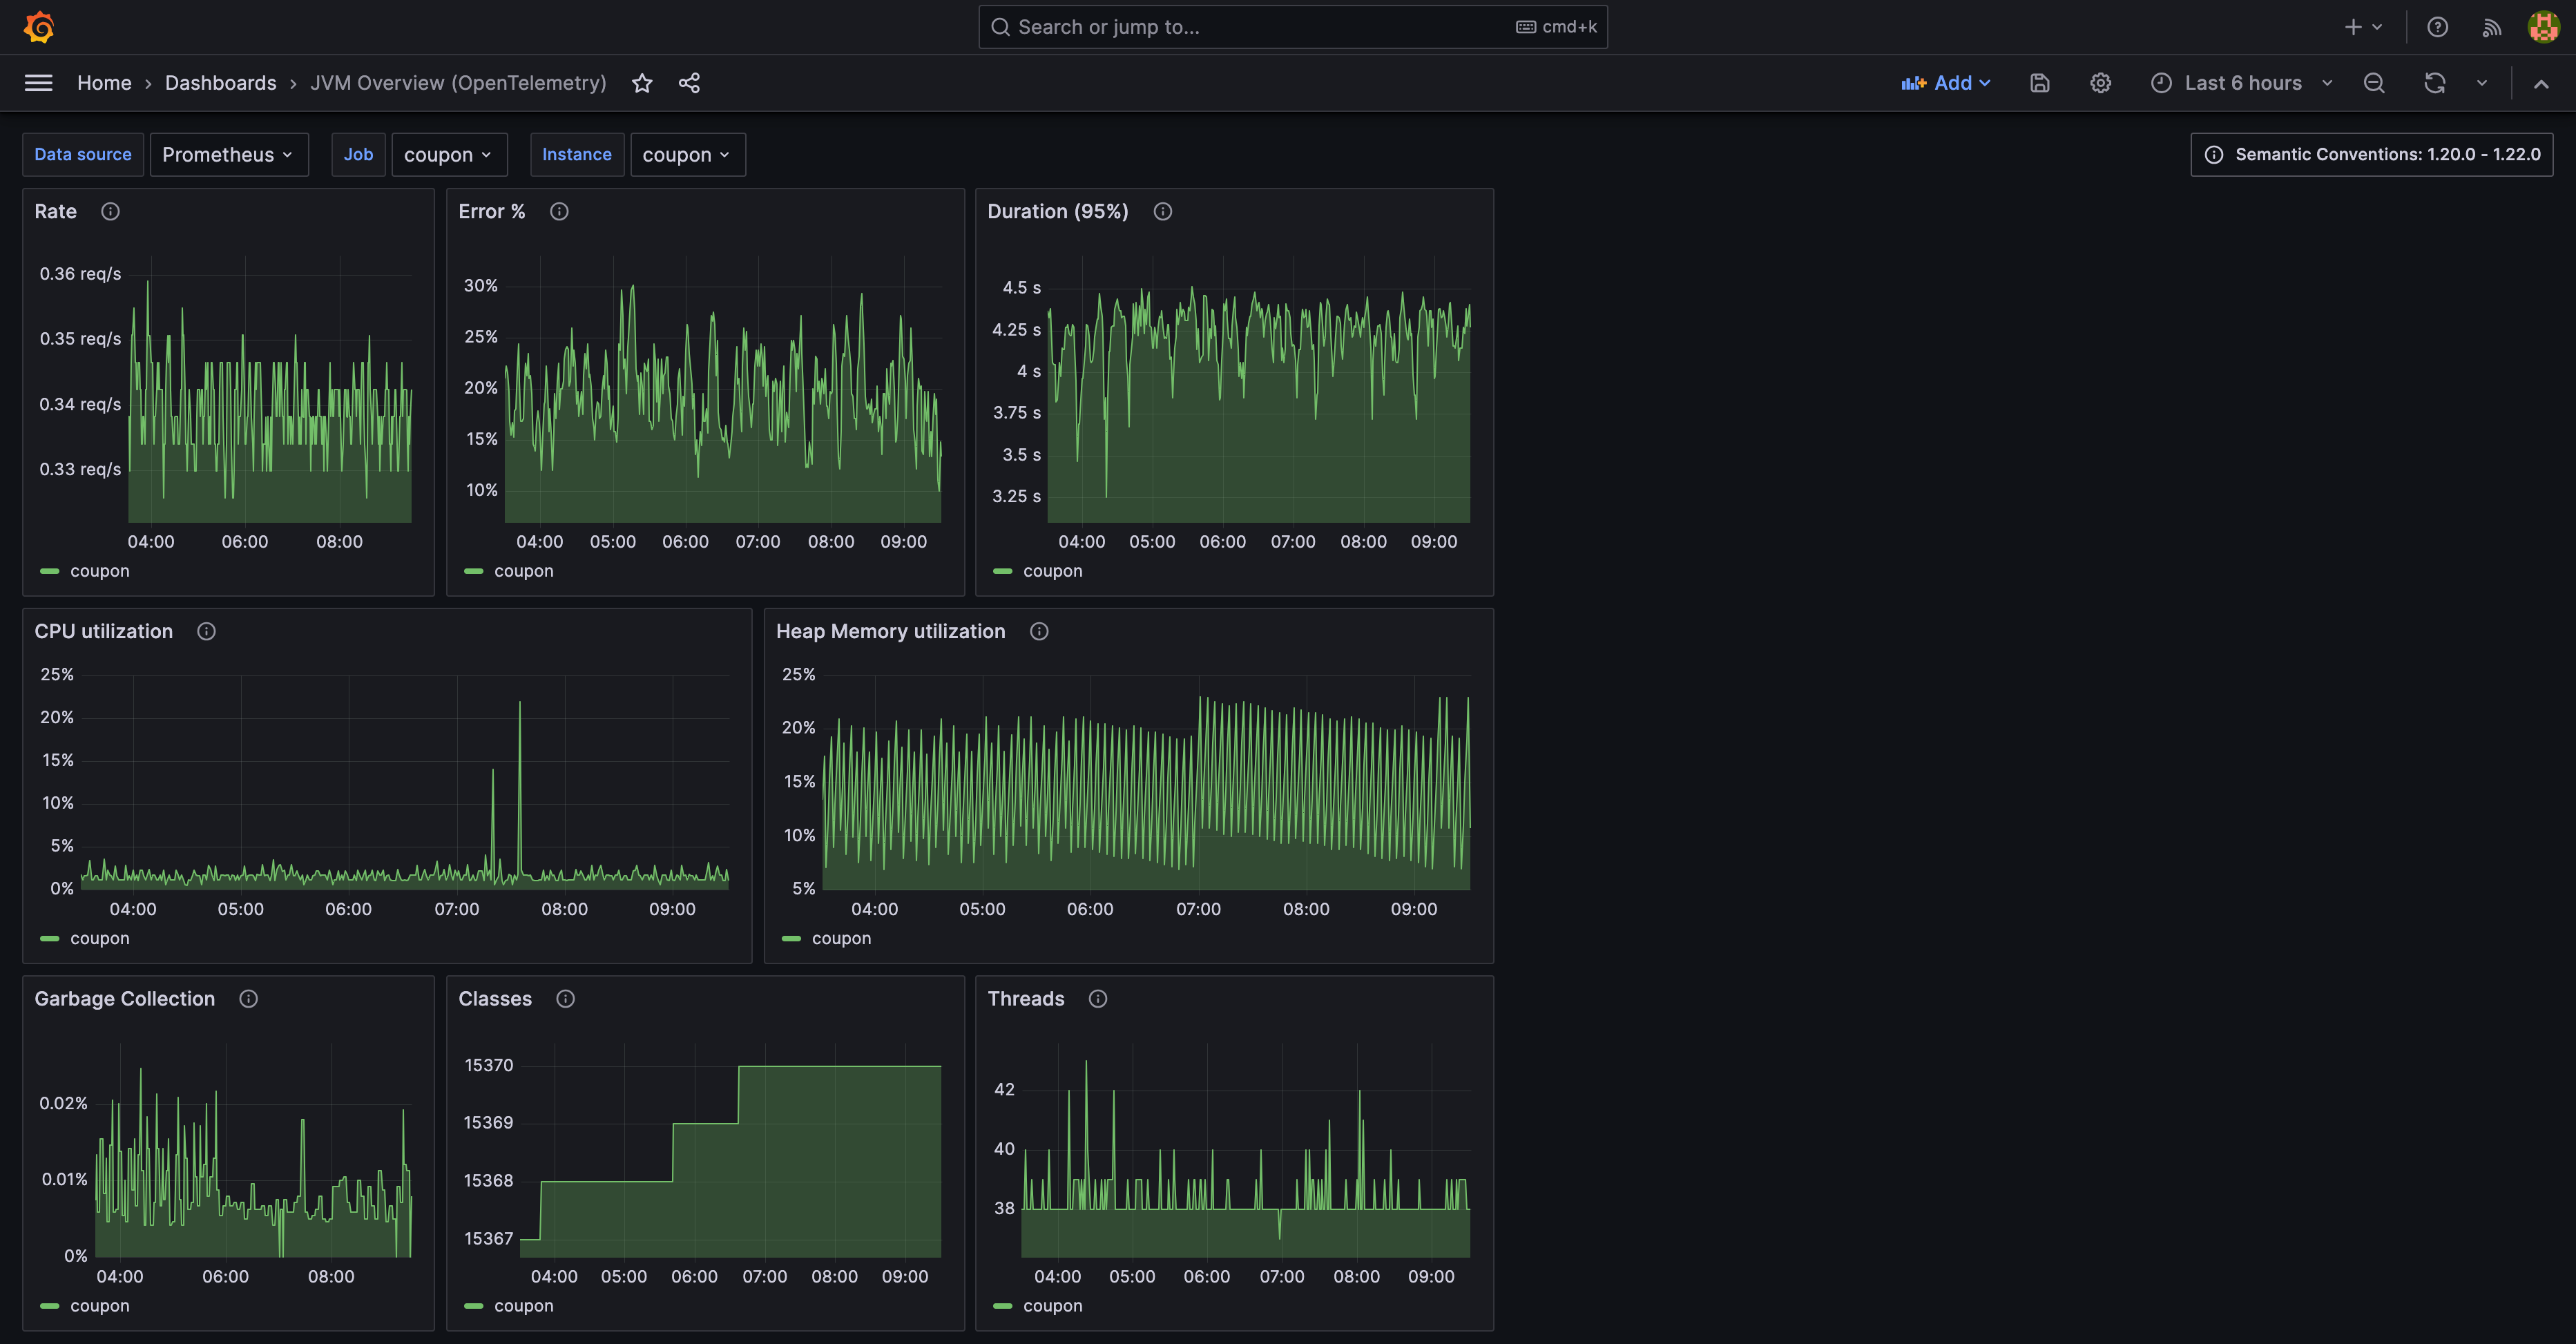 Search or jump to... cmd+k
Home › Dashboards › JVM Overview (OpenTelemetry) Add Last 6 hours
Data source Prometheus Job coupon Instance coupon Semantic Conventions: 1.20.0 - 1.22.0
Rate
0.36 req/s
0.35 req/s
0.34 req/s
0.33 req/s
04:00 06:00 08:00
coupon
Error %
30%
25%
20%
15%
10%
04:00 05:00 06:00 07:00 08:00 09:00
coupon
Duration (95%)
4.5 s
4.25 s
4 s
3.75 s
3.5 s
3.25 s
04:00 05:00 06:00 07:00 08:00 09:00
coupon
CPU utilization
25%
20%
15%
10%
5%
0%
04:00 05:00 06:00 07:00 08:00 09:00
coupon
Heap Memory utilization
25%
20%
15%
10%
5%
04:00 05:00 06:00 07:00 08:00 09:00
coupon
Garbage Collection
0.02%
0.01%
0%
04:00 06:00 08:00
coupon
Classes
15370
15369
15368
15367
04:00 05:00 06:00 07:00 08:00 09:00
coupon
Threads
42
40
38
04:00 05:00 06:00 07:00 08:00 09:00
coupon